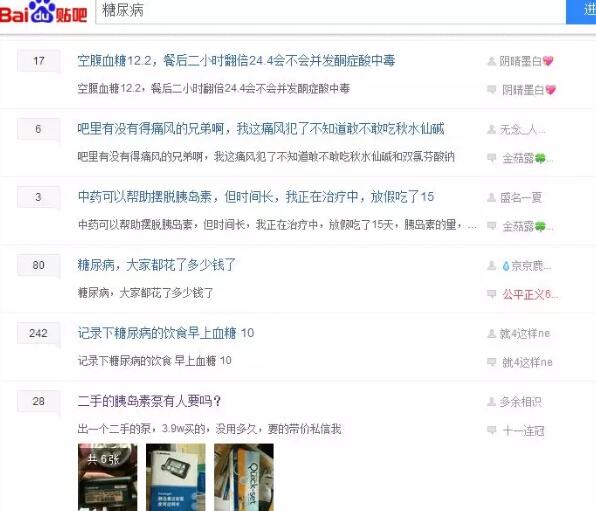 Bai du 贴吧
糖尿病
进
17
空腹血糖12.2，餐后二小时翻倍24.4会不会并发酮症酸中毒
阴晴墨白
空腹血糖12.2，餐后二小时翻倍24.4会不会并发酮症酸中毒
阴晴墨白
6
吧里有没有得痛风的兄弟啊，我这痛风犯了不知道敢不敢吃秋水仙碱
无念_人...
吧里有没有得痛风的兄弟啊，我这痛风犯了不知道敢不敢吃秋水仙碱和双氯芬酸钠
金菇露...
3
中药可以帮助摆脱胰岛素，但时间长，我正在治疗中，放假吃了15
盛名一夏
中药可以帮助摆脱胰岛素，但时间长，我正在治疗中，放假吃了15天，胰岛素的量，...
金菇露...
80
糖尿病，大家都花了多少钱了
京京鹿...
糖尿病，大家都花了多少钱了
公平正义6...
242
记录下糖尿病的饮食早上血糖 10
就4这样ne
记录下糖尿病的饮食 早上血糖 10
就4这样ne
28
二手的胰岛素泵有人要吗？
多余相识
出一个二手的泵，3.9w买的，没用多久，要的带价私信我
十一连冠
共 6 张
Quick-set